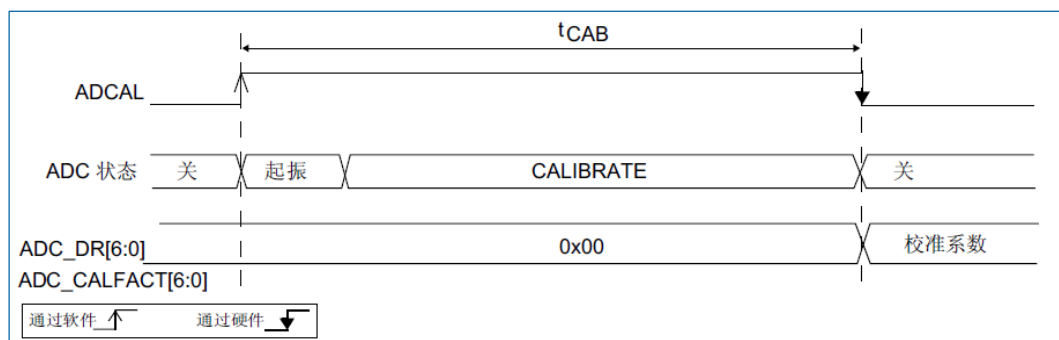 tCAB
ADCAL
ADC 状态 关 起振 CALIBRATE 关
ADC_DR[6:0] 0x00 校准系数
ADC_CALFACT[6:0]
通过软件 通过硬件